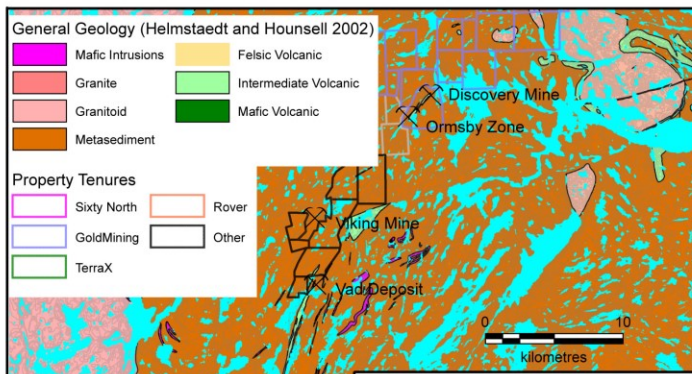 General Geology (Helmstaedt and Hounsell 2002)
Mafic Intrusions
Felsic Volcanic
Granite
Intermediate Volcanic
Granitoid
Mafic Volcanic
Metasediment
Property Tenures
Sixty North
Rover
GoldMining
Other
TerraX
Discovery Mine
Ormsby Zone
Viking Mine
Vad Deposit
0 10
kilometres